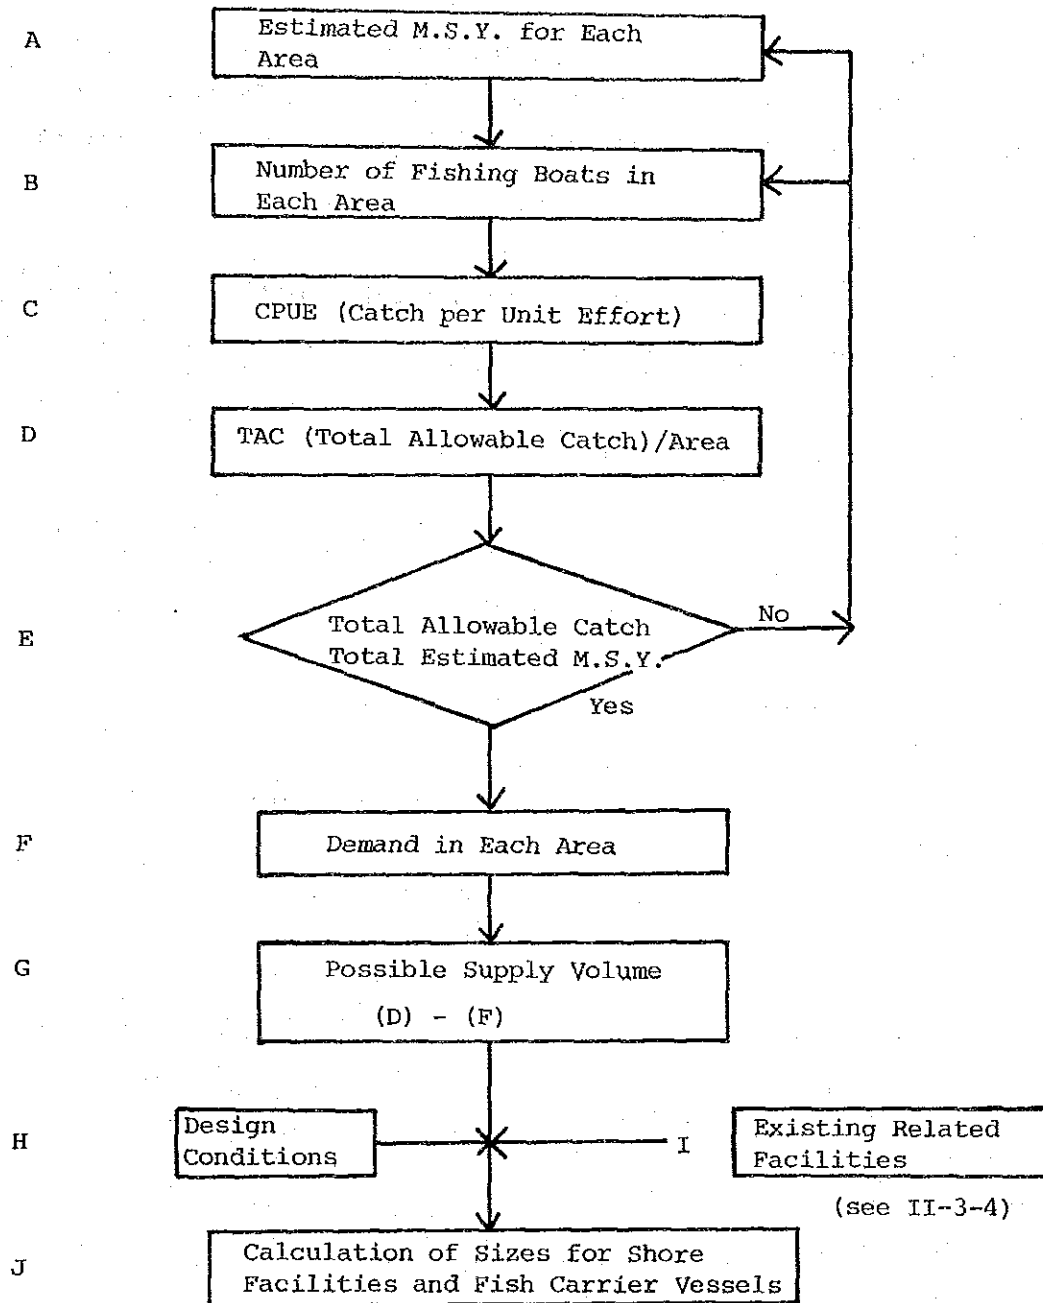 A
Estimated M.S.Y. for Each
Area
B
Number of Fishing Boats in
Each Area
C
CPUE (Catch per Unit Effort)
D
TAC (Total Allowable Catch)/Area
E
Total Allowable Catch
Total Estimated M.S.Y.
No
Yes
F
Demand in Each Area
G
Possible Supply Volume
(D) - (F)
H
Design
Conditions
I
Existing Related
Facilities
(see II-3-4)
J
Calculation of Sizes for Shore
Facilities and Fish Carrier Vessels